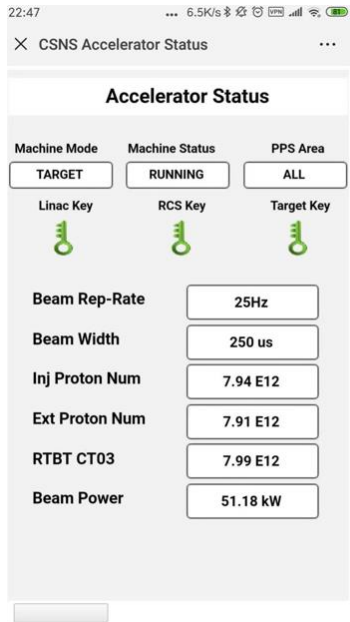 22:47 ... 6.5K/s VPN 81
CSNS Accelerator Status ...
Accelerator Status
Machine Mode Machine Status PPS Area
TARGET RUNNING ALL
Linac Key RCS Key Target Key
Beam Rep-Rate 25Hz
Beam Width 250 us
Inj Proton Num 7.94 E12
Ext Proton Num 7.91 E12
RTBT CT03 7.99 E12
Beam Power 51.18 kW